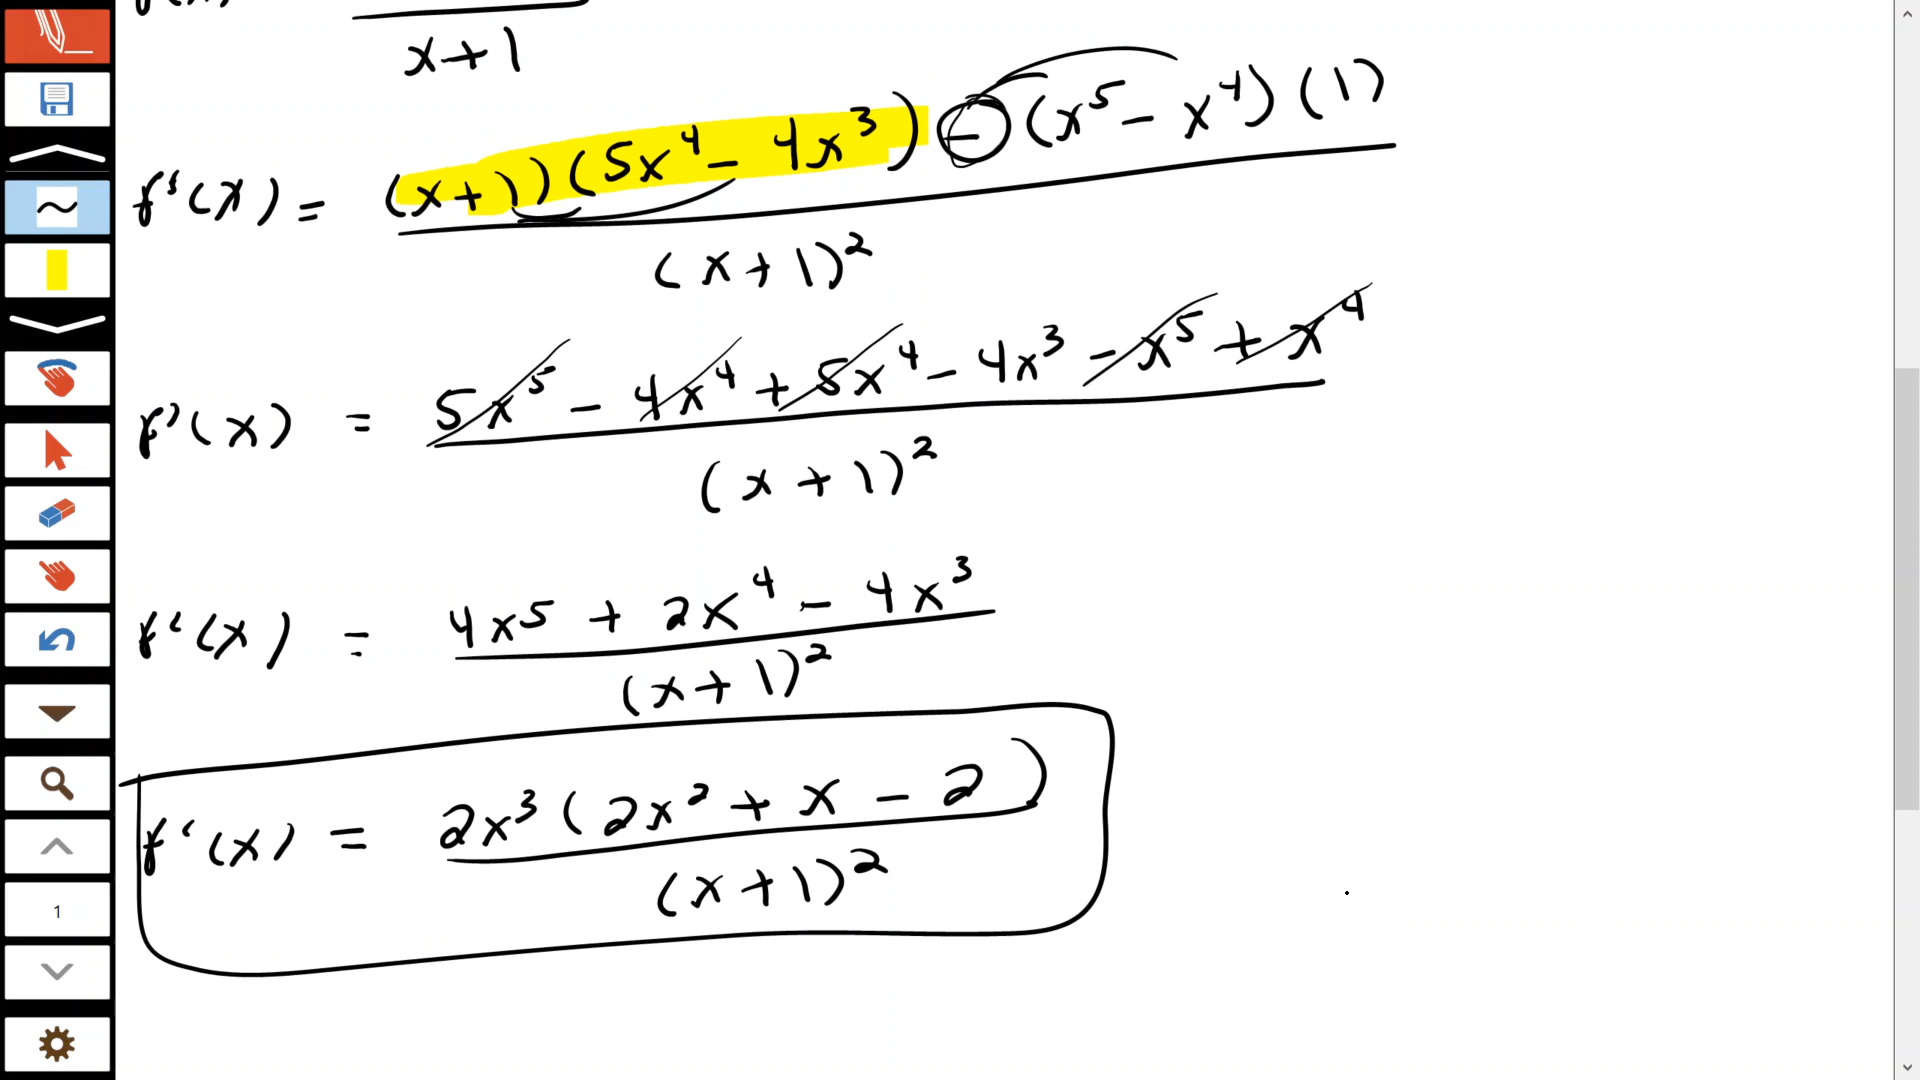 x+1
f'(x) = (x+1)(5x⁴ - 4x³) - (x⁵ - x⁴)(1)
(x+1)²
f'(x) = 5x⁵ - 4x⁴ + 5x⁴ - 4x³ - x⁵ + x⁴
(x+1)²
f'(x) = 4x⁵ + 2x⁴ - 4x³
(x+1)²
f'(x) = 2x³(2x² + x - 2)
(x+1)²
1